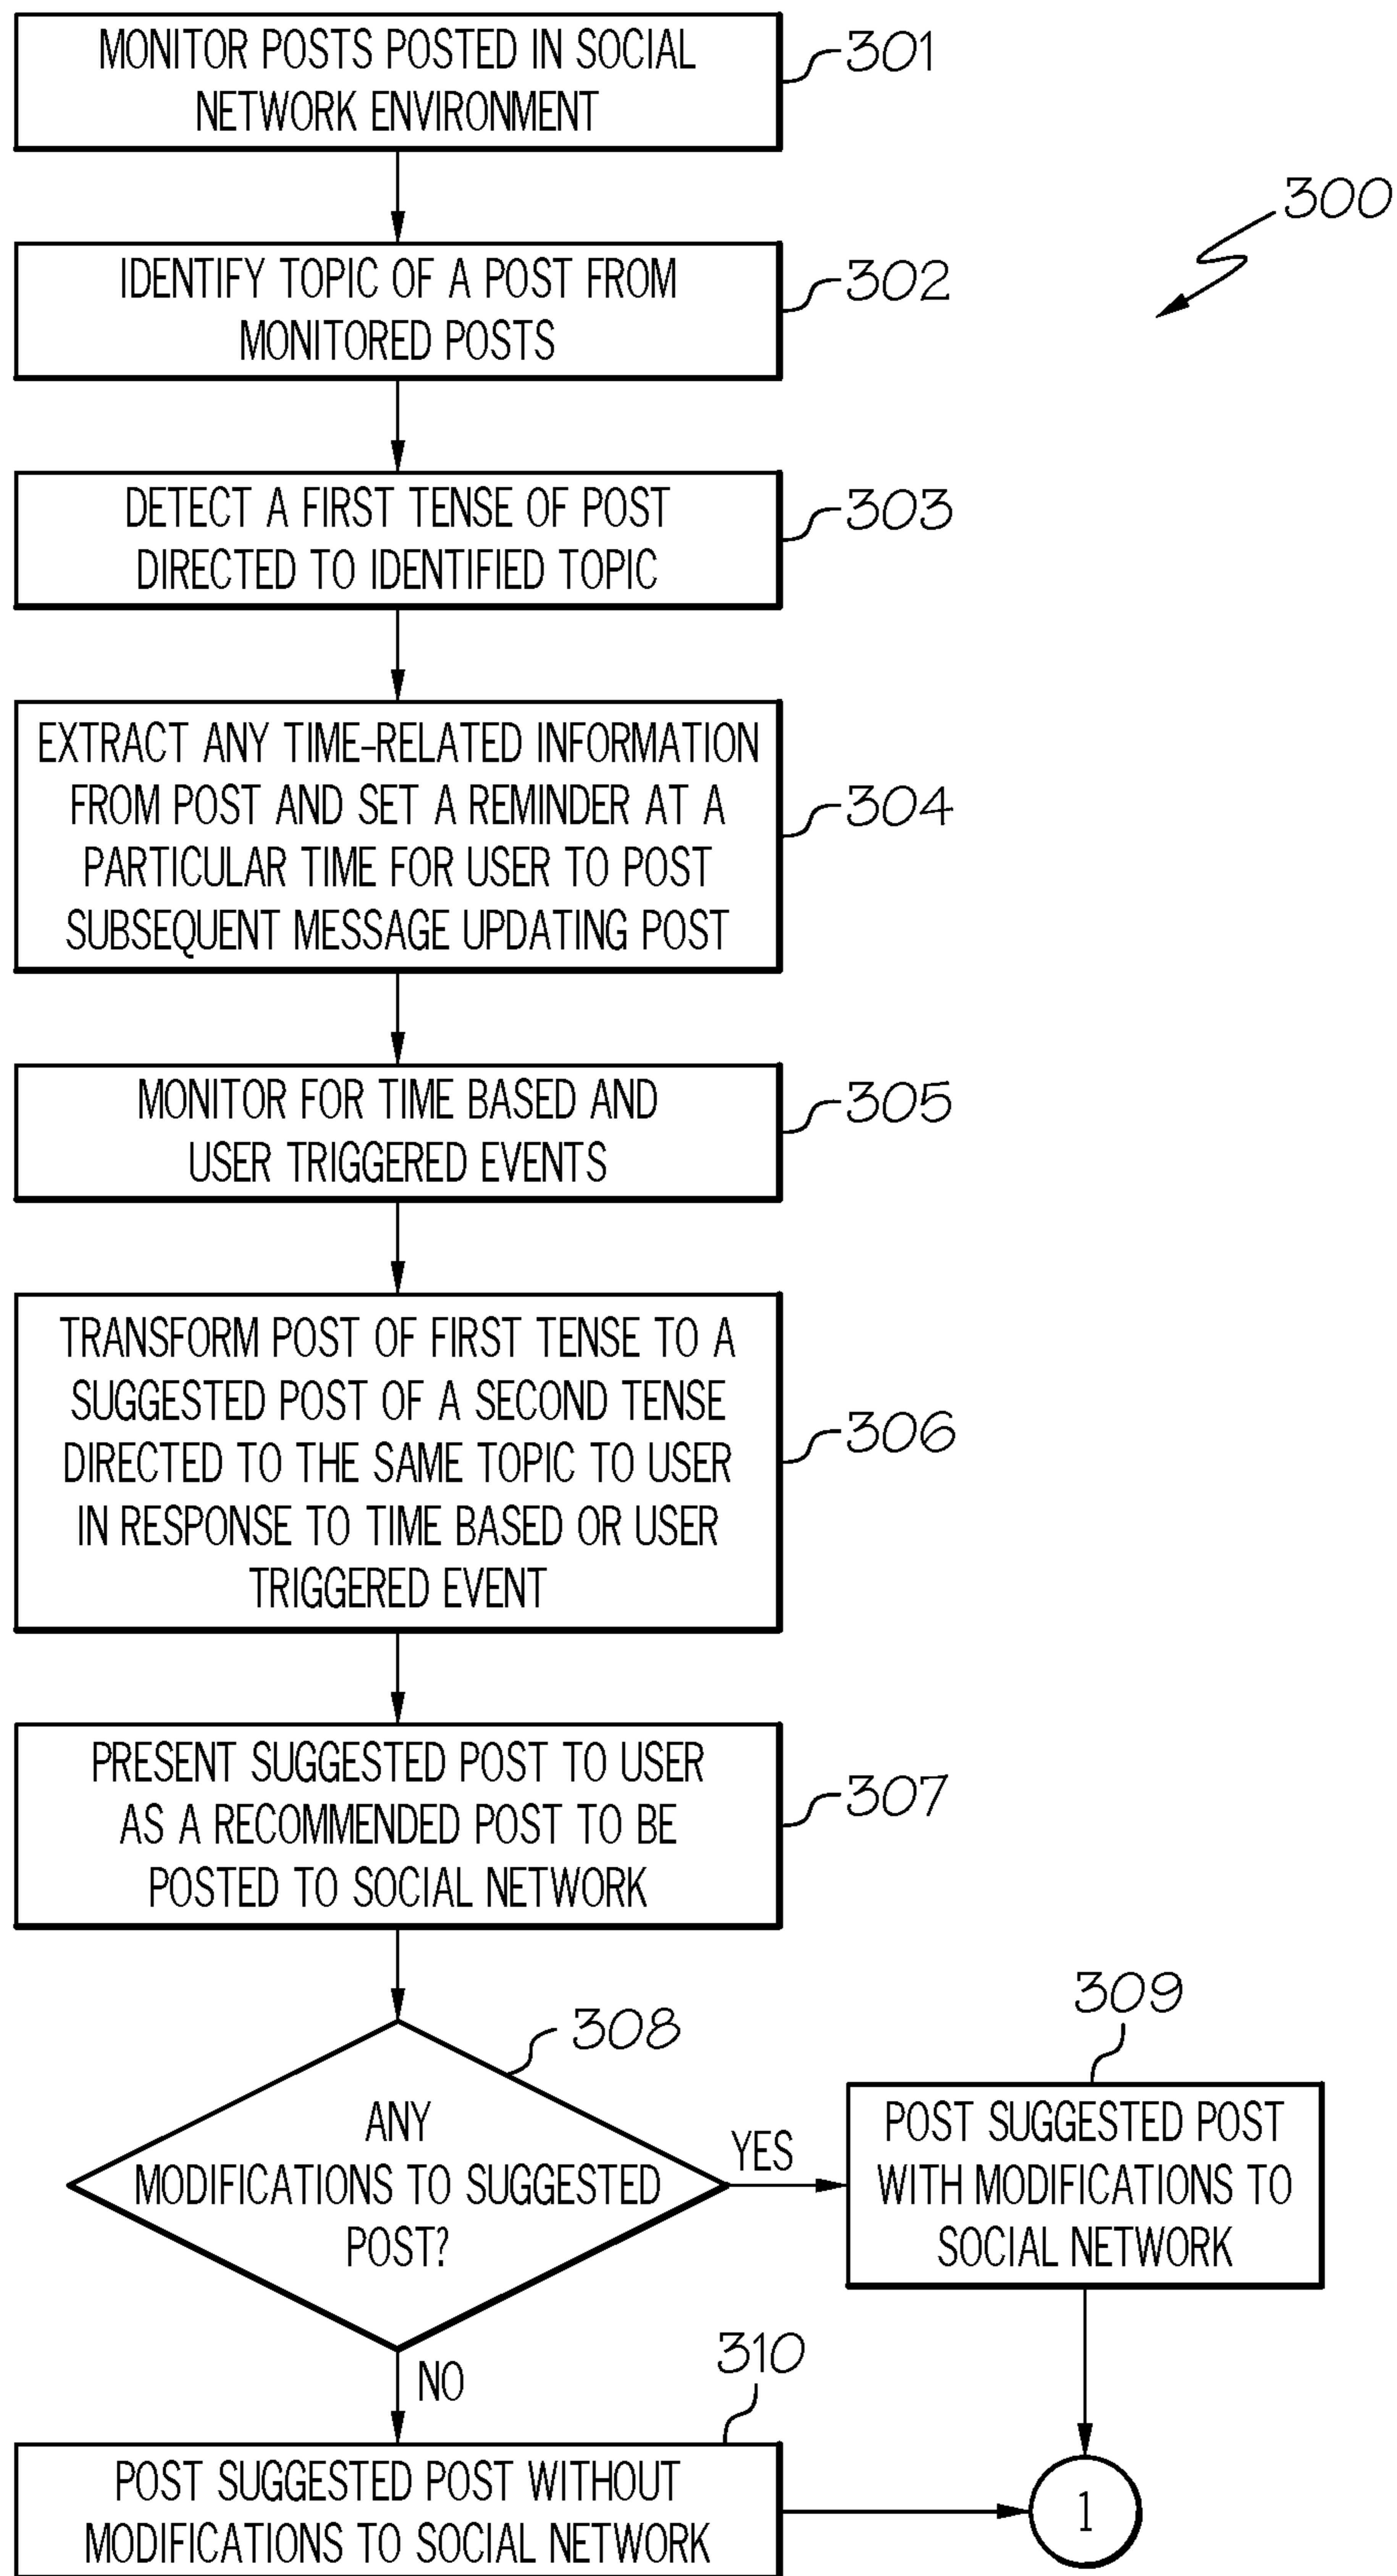 MONITOR POSTS POSTED IN SOCIAL
NETWORK ENVIRONMENT
301
300
IDENTIFY TOPIC OF A POST FROM
MONITORED POSTS
302
DETECT A FIRST TENSE OF POST
DIRECTED TO IDENTIFIED TOPIC
303
EXTRACT ANY TIME-RELATED INFORMATION
FROM POST AND SET A REMINDER AT A
PARTICULAR TIME FOR USER TO POST
SUBSEQUENT MESSAGE UPDATING POST
304
MONITOR FOR TIME BASED AND
USER TRIGGERED EVENTS
305
TRANSFORM POST OF FIRST TENSE TO A
SUGGESTED POST OF A SECOND TENSE
DIRECTED TO THE SAME TOPIC TO USER
IN RESPONSE TO TIME BASED OR USER
TRIGGERED EVENT
306
PRESENT SUGGESTED POST TO USER
AS A RECOMMENDED POST TO BE
POSTED TO SOCIAL NETWORK
307
308
ANY
MODIFICATIONS TO SUGGESTED
POST?
YES
309
POST SUGGESTED POST
WITH MODIFICATIONS TO
SOCIAL NETWORK
NO
310
POST SUGGESTED POST WITHOUT
MODIFICATIONS TO SOCIAL NETWORK
1